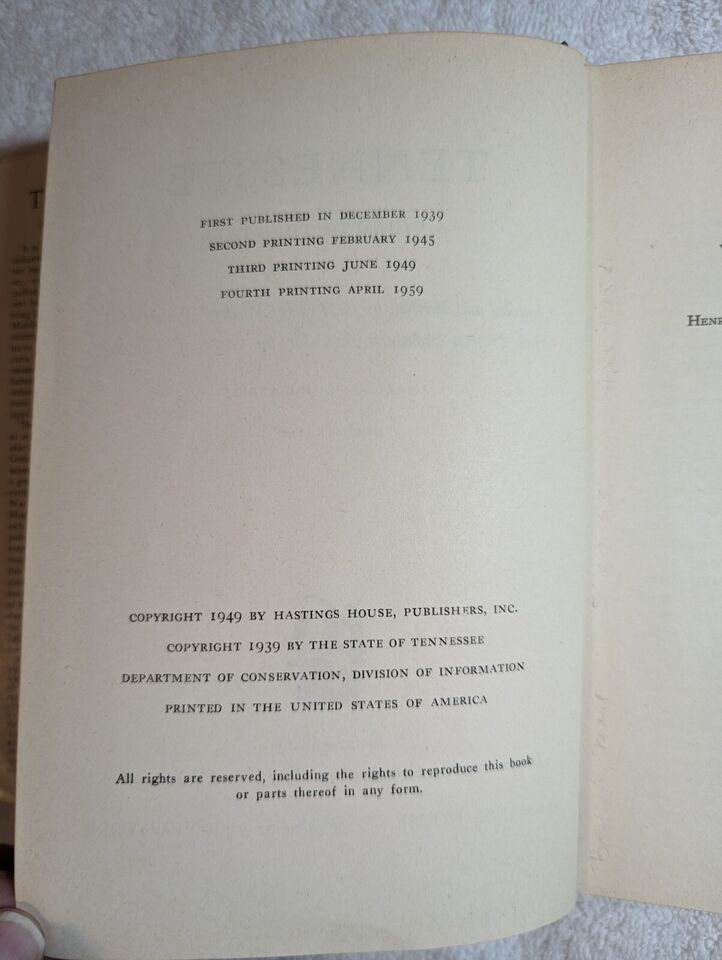 FIRST PUBLISHED IN DECEMBER 1939
SECOND PRINTING FEBRUARY 1945
THIRD PRINTING JUNE 1949
FOURTH PRINTING APRIL 1959
COPYRIGHT 1949 BY HASTINGS HOUSE, PUBLISHERS, INC.
COPYRIGHT 1939 BY THE STATE OF TENNESSEE
DEPARTMENT OF CONSERVATION, DIVISION OF INFORMATION
PRINTED IN THE UNITED STATES OF AMERICA
All rights are reserved, including the rights to reproduce this book
or parts thereof in any form.